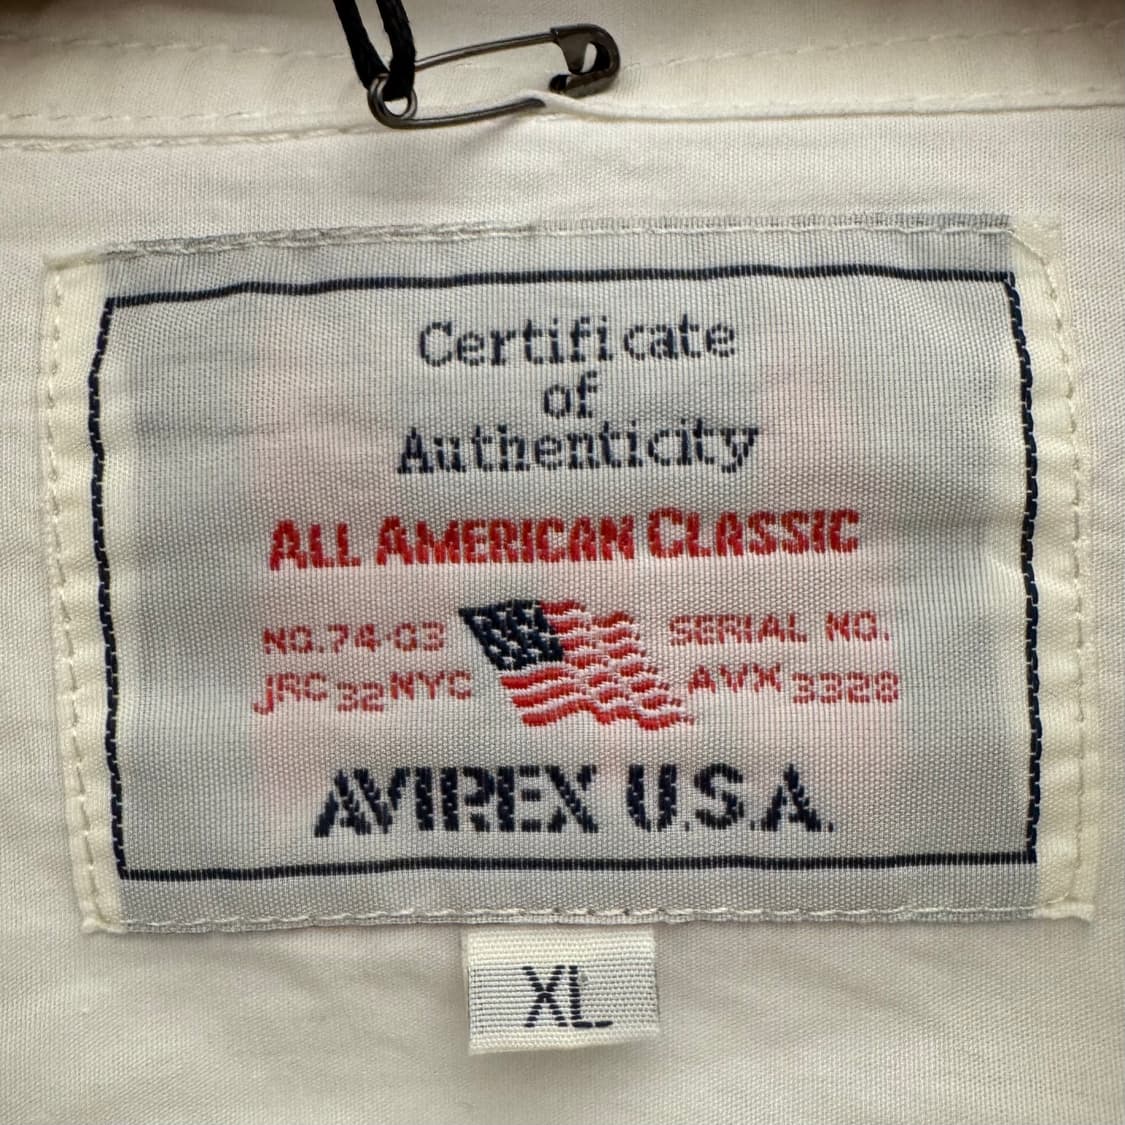 Certificate
of
Authenticity
ALL AMERICAN CLASSIC
NO.74-03 SERIAL NO.
JRC 32 NYC AVX 3328
AVIREX U.S.A.
XL